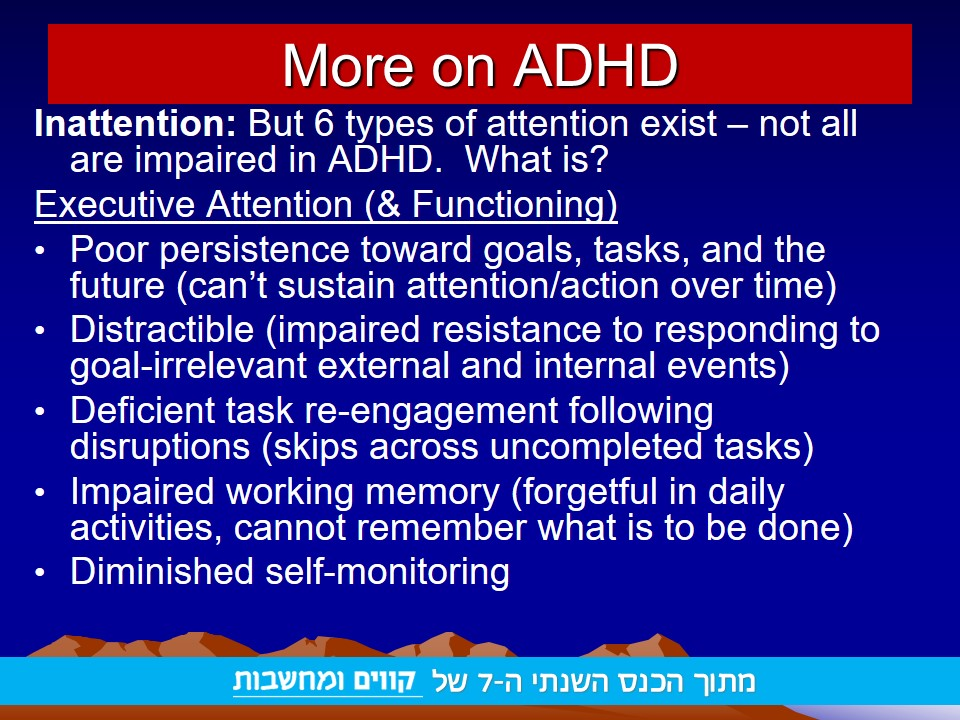 More on ADHD
Inattention: But 6 types of attention exist – not all
are impaired in ADHD.  What is?
Executive Attention (& Functioning)
• Poor persistence toward goals, tasks, and the
future (can’t sustain attention/action over time)
• Distractible (impaired resistance to responding to
goal-irrelevant external and internal events)
• Deficient task re-engagement following
disruptions (skips across uncompleted tasks)
• Impaired working memory (forgetful in daily
activities, cannot remember what is to be done)
• Diminished self-monitoring
מתוך הכנס השנתי ה-7 של קווים ומחשבות